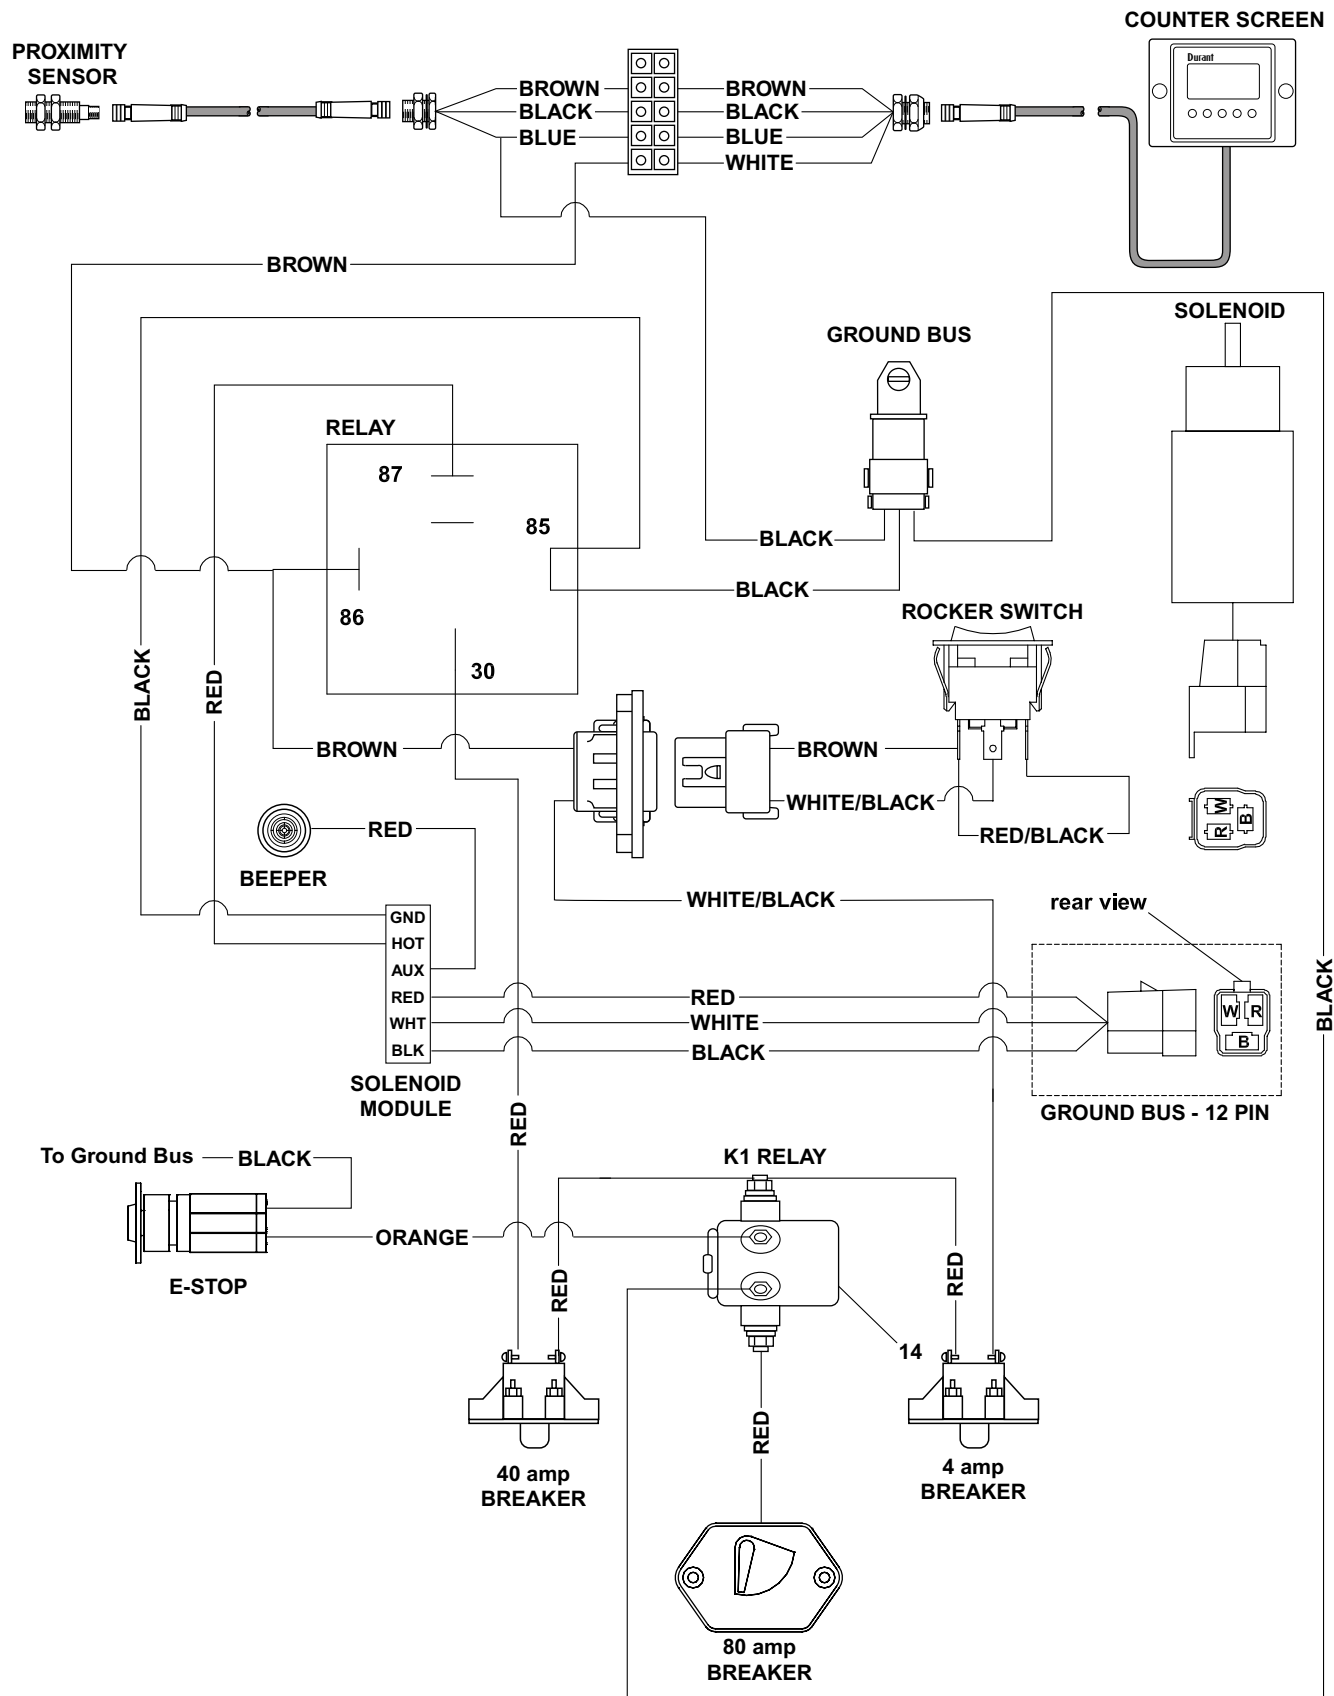 COUNTER SCREEN
PROXIMITY
SENSOR
Durant
BROWN
BROWN
BLACK
BLACK
BLUE
BLUE
WHITE
BROWN
SOLENOID
GROUND BUS
RELAY
87
85
BLACK
BLACK
86
ROCKER SWITCH
30
BLACK
RED
BROWN
BROWN
WHITE/BLACK
RED
RED/BLACK
W
R
B
BEEPER
WHITE/BLACK
rear view
GND
HOT
AUX
RED
WHT
BLK
RED
WHITE
BLACK
W
R
B
BLACK
SOLENOID
MODULE
GROUND BUS - 12 PIN
RED
To Ground Bus
BLACK
K1 RELAY
ORANGE
E-STOP
RED
RED
14
RED
40 amp
BREAKER
4 amp
BREAKER
80 amp
BREAKER